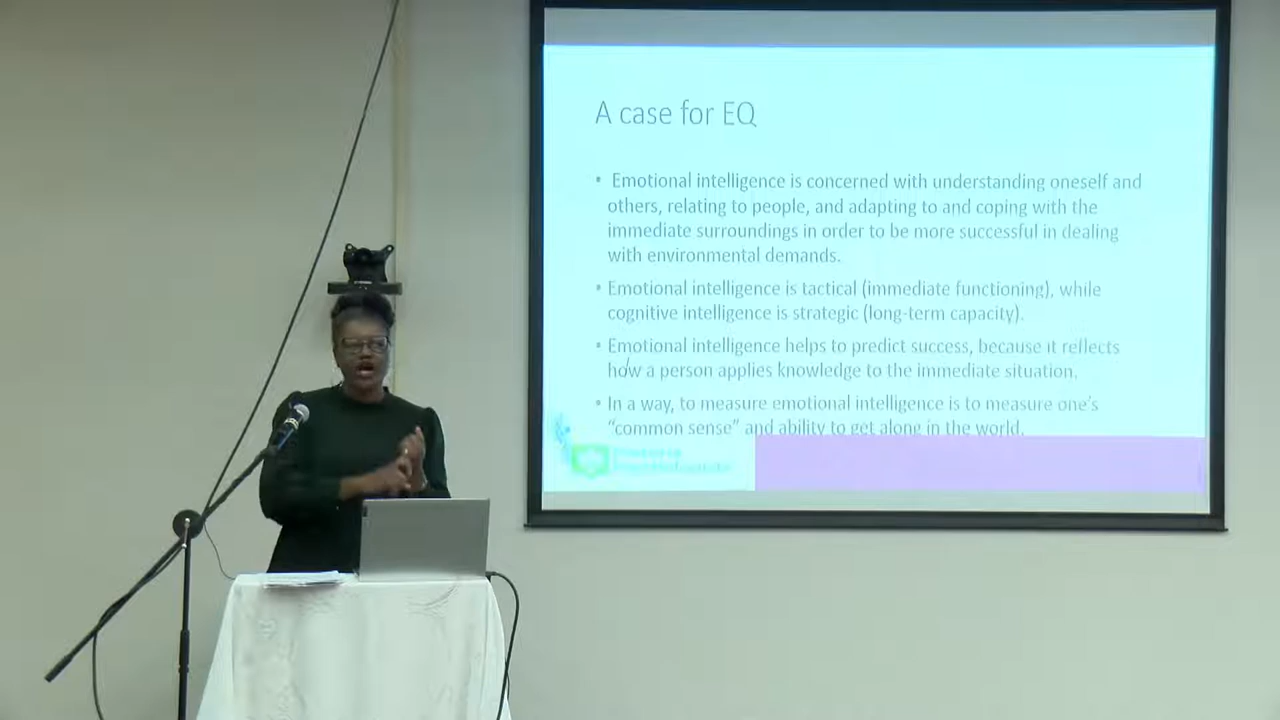 A case for EQ
• Emotional intelligence is concerned with understanding oneself and
others, relating to people, and adapting to and coping with the
immediate surroundings in order to be more successful in dealing
with environmental demands.
• Emotional intelligence is tactical (immediate functioning), while
cognitive intelligence is strategic (long-term capacity).
• Emotional intelligence helps to predict success, because it reflects
how a person applies knowledge to the immediate situation.
• In a way, to measure emotional intelligence is to measure one’s
“common sense” and ability to get along in the world.